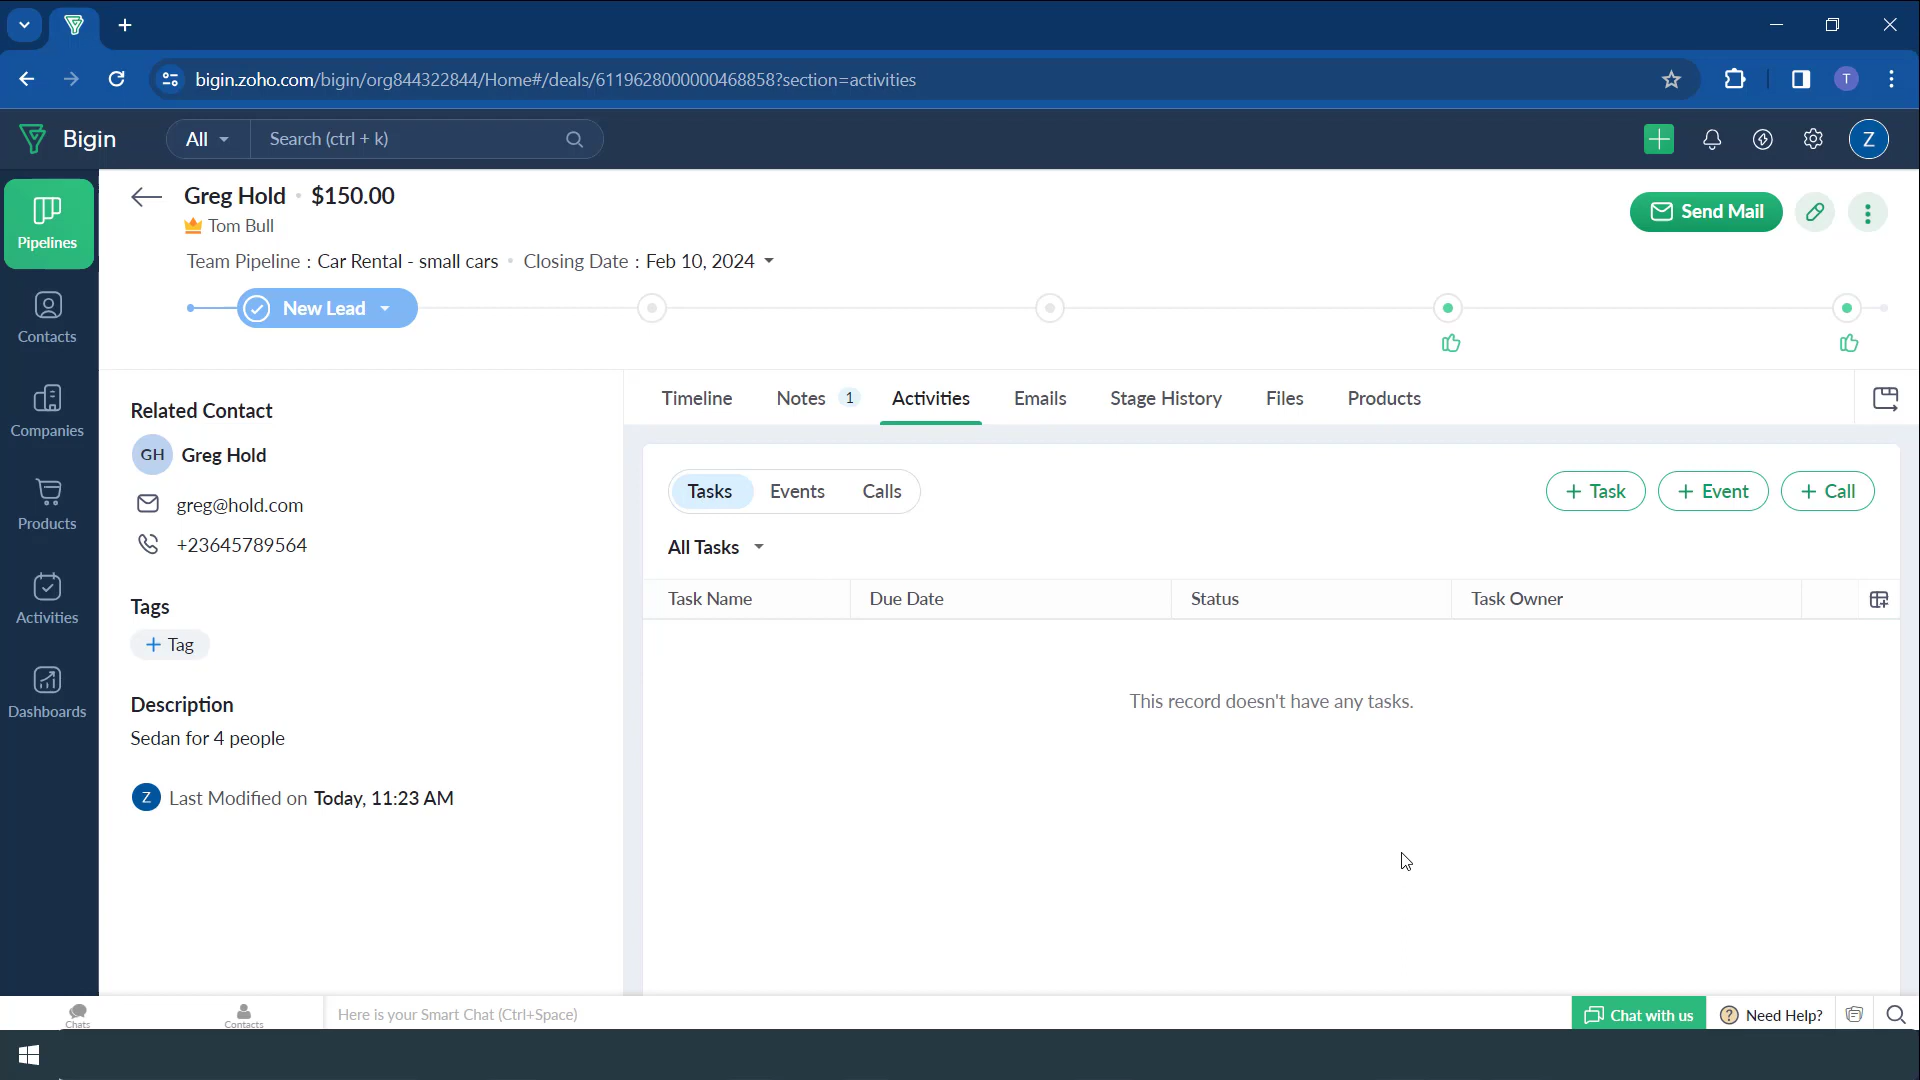 bigin.zoho.com/bigin/org844322844/Home#/deals/6119628000000468858?section=activities
T
Bigin
All
Search (ctrl + k)
Z
Pipelines
Contacts
Companies
Products
Activities
Dashboards
Greg Hold • $150.00
Tom Bull
Team Pipeline : Car Rental - small cars • Closing Date : Feb 10, 2024
Send Mail
New Lead
Related Contact
GH Greg Hold
greg@hold.com
+23645789564
Tags
+ Tag
Description
Sedan for 4 people
Z Last Modified on Today, 11:23 AM
Timeline Notes 1 Activities Emails Stage History Files Products
Tasks Events Calls
+ Task + Event + Call
All Tasks
Task Name Due Date Status Task Owner
This record doesn't have any tasks.
Chats
Contacts
Here is your Smart Chat (Ctrl+Space)
Chat with us
? Need Help?